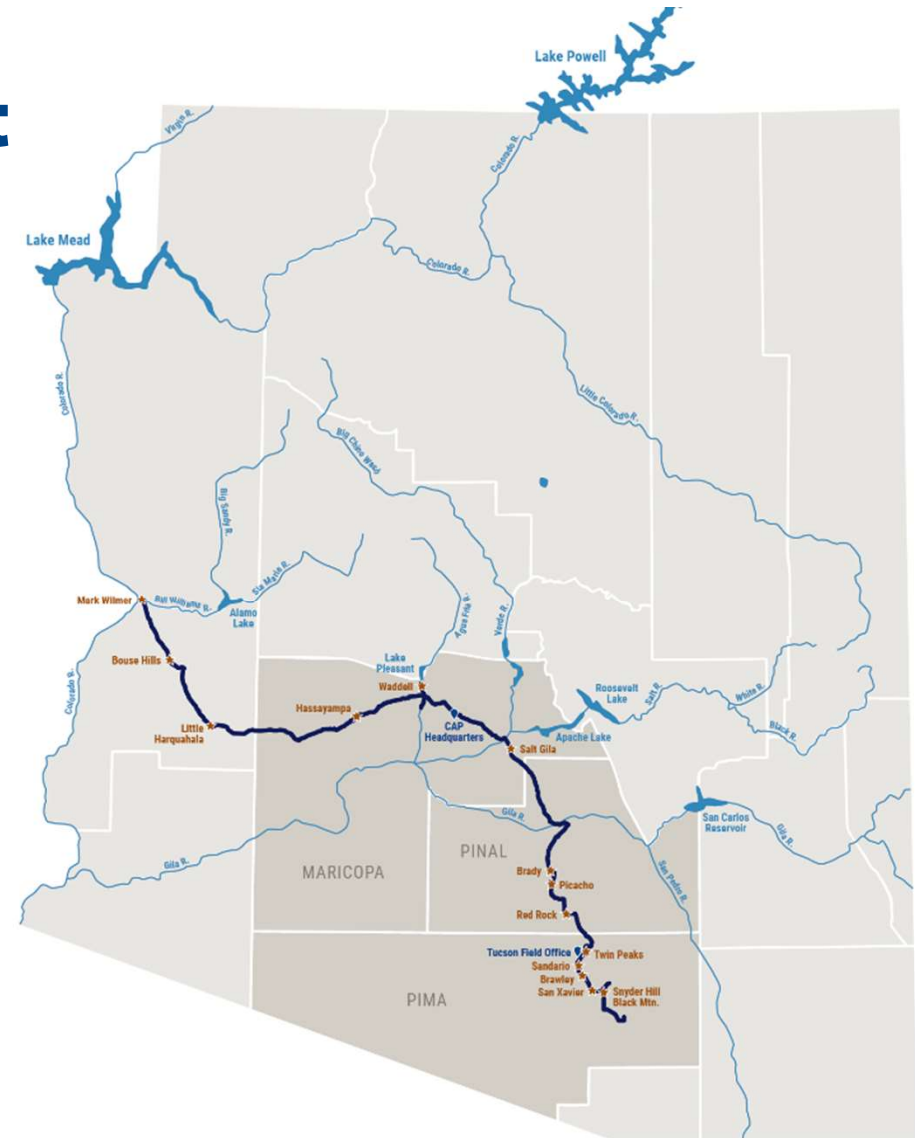 Lake Powell
Virgin R.
Colorado R.
Lake Mead
Colorado R.
Colorado R.
Little Colorado R.
Big Chino Wash
Big Sandy R.
Sta Maria R.
Mark Wilmer
Bill Williams R.
Alamo
Lake
Agua Fria R.
Verde R.
Bouse Hills
Lake
Pleasant
Waddell
Colorado R.
Roosevelt
Lake
Salt R.
White R.
Hassayampa
Little
Harquahala
CAP
Headquarters
Apache Lake
Black R.
Salt Gila
San Carlos
Reservoir
Gila R.
Gila R.
Gila R.
MARICOPA
PINAL
San Pedro R.
Brady
Picacho
Red Rock
Tucson Field Office
Twin Peaks
Sandario
Brawley
San Xavier
Snyder Hill
Black Mtn.
PIMA